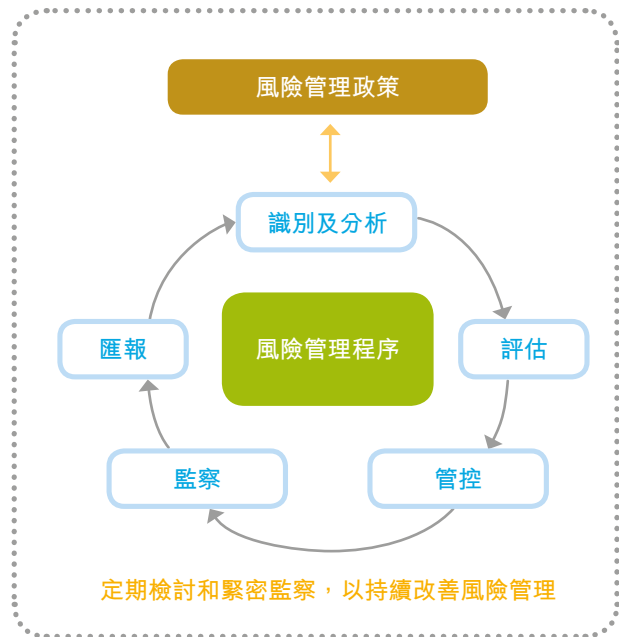 風險管理政策
識別及分析
匯報
風險管理程序
評估
監察
管控
定期檢討和緊密監察，以持續改善風險管理